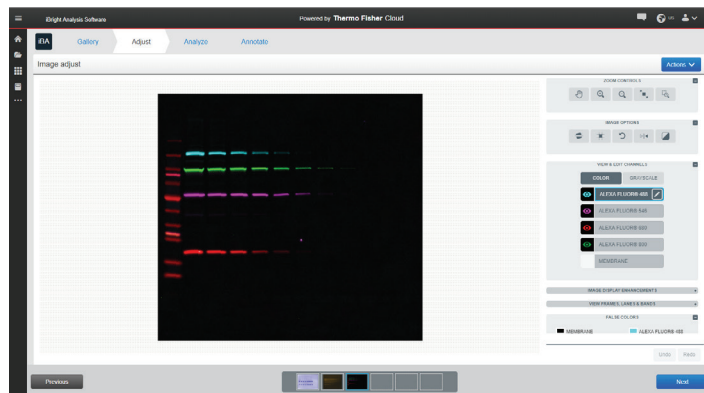 iBright Analysis Software
Powered by Thermo Fisher Cloud
iBA
Gallery
Adjust
Analyze
Annotate
Image adjust
Actions
ZOOM CONTROLS
IMAGE OPTIONS
VIEW & EDIT CHANNELS
COLOR
GRAYSCALE
ALEXA FLUOR® 488
ALEXA FLUOR® 546
ALEXA FLUOR®
ALEXA FLUOR®
MEMBRANE
IMAGE DISPLAY ENHANCEMENTS
VIEW FRAMES, LANES & BANDS
FALSE COLORS
MEMBRANE
ALEXA FLUOR® 488
Undo
Redo
Previous
Next